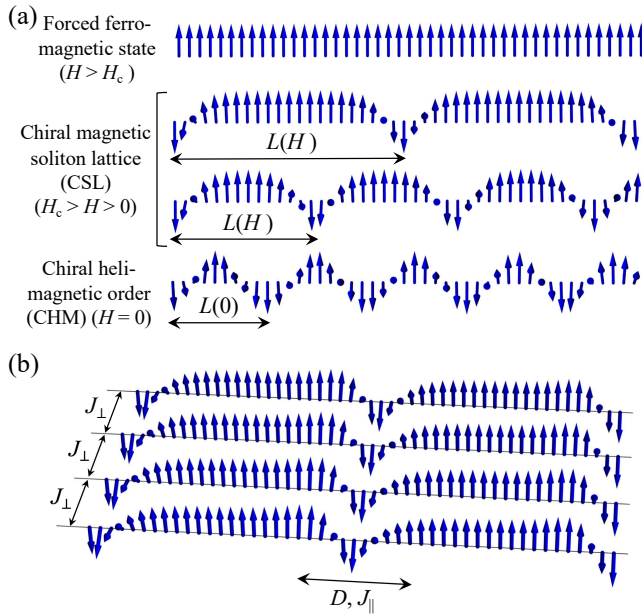 (a)
Forced ferro-
magnetic state
(H > Hc )
Chiral magnetic
soliton lattice
(CSL)
(Hc > H > 0)
L(H )
L(H )
Chiral heli-
magnetic order
(CHM) (H = 0)
L(0)
(b)
J⊥
J⊥
J⊥
D, J∥